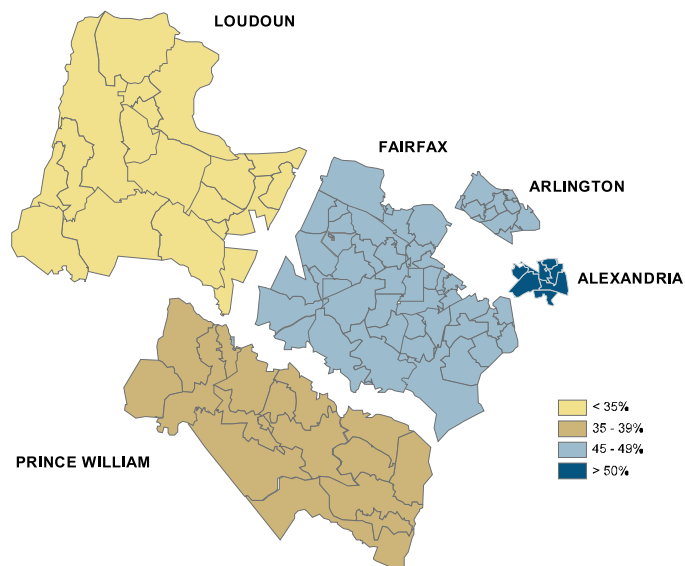 LOUDOUN
FAIRFAX
ARLINGTON
ALEXANDRIA
PRINCE WILLIAM
< 35%
35 - 39%
45 - 49%
> 50%